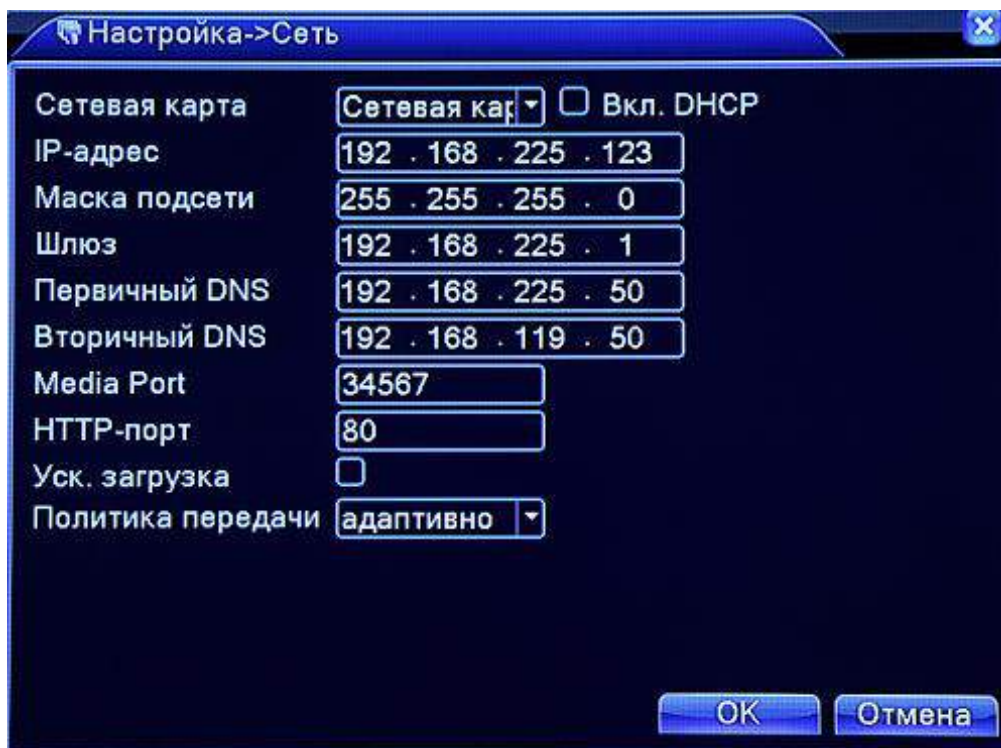 Настройка->Сеть
Сетевая карта Сетевая кар Вкл. DHCP
IP-адрес 192 . 168 . 225 . 123
Маска подсети 255 . 255 . 255 . 0
Шлюз 192 . 168 . 225 . 1
Первичный DNS 192 . 168 . 225 . 50
Вторичный DNS 192 . 168 . 119 . 50
Media Port 34567
HTTP-порт 80
Уск. загрузка
Политика передачи адаптивно
OK Отмена